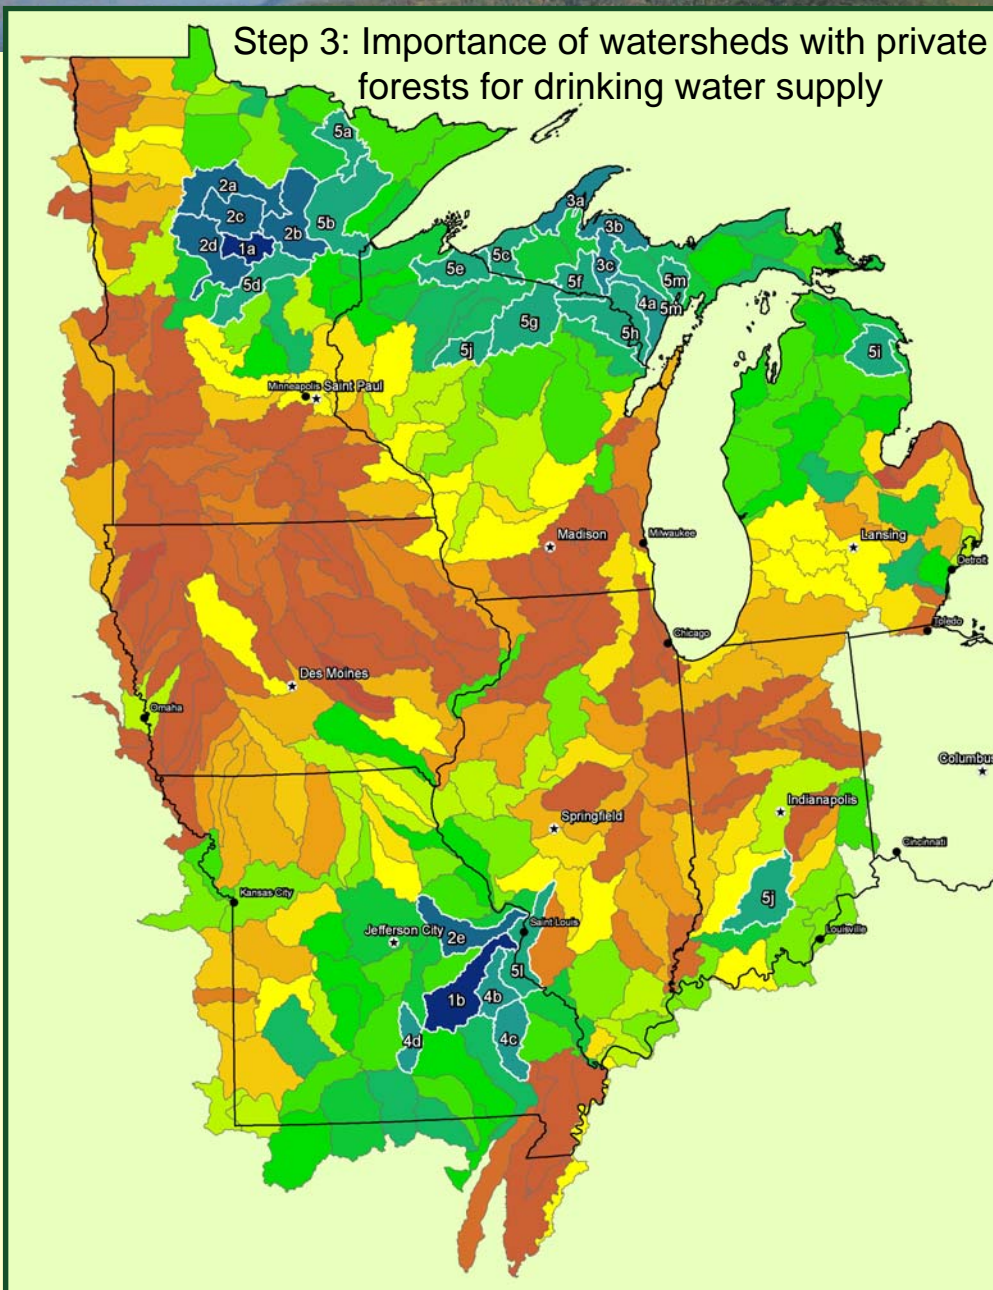 Step 3: Importance of watersheds with private
forests for drinking water supply
5a
2a
2c
2b
5b
2d
1a
5d
3a
3b
5c
3c
5e
5f
5m
4a
5m
5g
5h
5j
5i
Minneapolis
Saint Paul
Madison
Milwaukee
Lansing
Detroit
Toledo
Chicago
Des Moines
Omaha
Columbus
Indianapolis
Springfield
Cincinnati
Kansas City
5j
Jefferson City
2e
Saint Louis
Louisville
5l
1b
4b
4d
4c